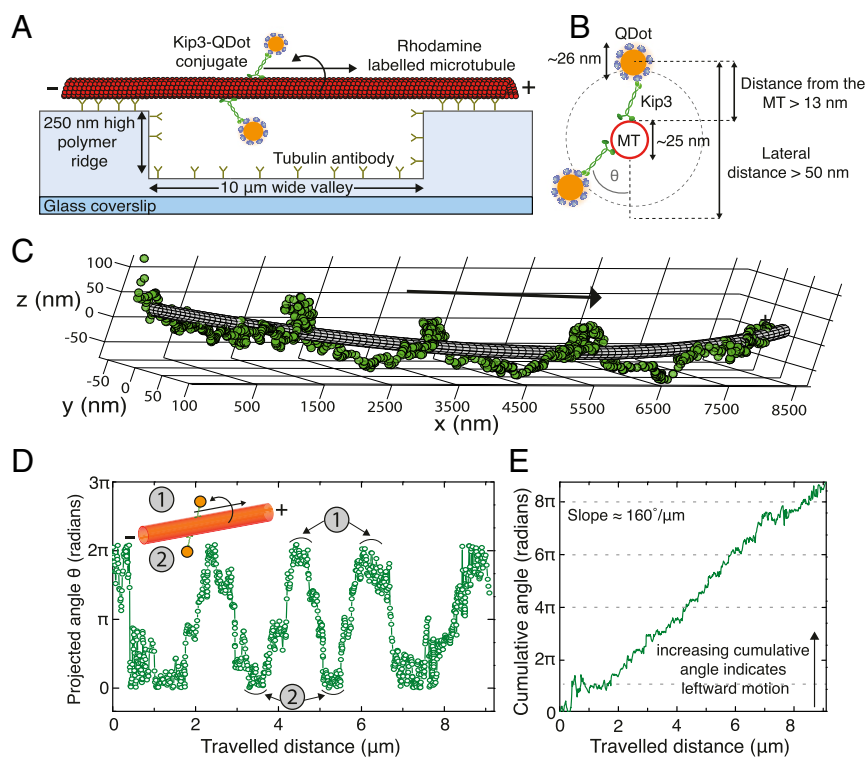 A
Kip3-QDot
conjugate
Rhodamine
labelled microtubule
-
+
250 nm high
polymer
ridge
Tubulin antibody
10 μm wide valley
Glass coverslip
B
QDot
~26 nm
Kip3
MT
~25 nm
θ
Distance from the
MT > 13 nm
Lateral
distance > 50 nm
C
100
50
0
-50
z (nm)
-50
0
50
y (nm)
100
500
1500
2500
3500
4500
5500
6500
7500
8500
x (nm)
+
D
3π
2π
π
0
Projected angle θ (radians)
1
2
-
+
1
2
0
2
4
6
8
Travelled distance (μm)
E
8π
6π
4π
2π
0
Cumulative angle (radians)
Slope ≈ 160°/μm
increasing cumulative
angle indicates
leftward motion
0
2
4
6
8
Travelled distance (μm)